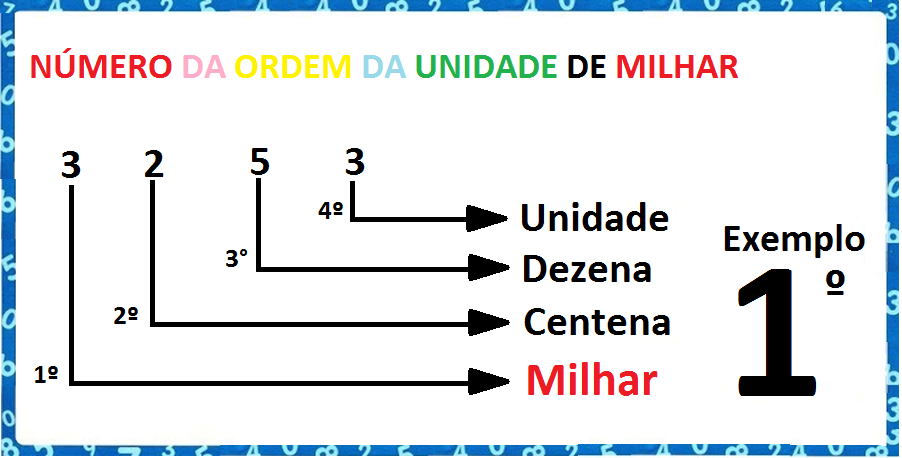 NÚMERO DA ORDEM DA UNIDADE DE MILHAR
3 2 5 3
4º Unidade
Exemplo
3° Dezena
1º
2º Centena
1º Milhar